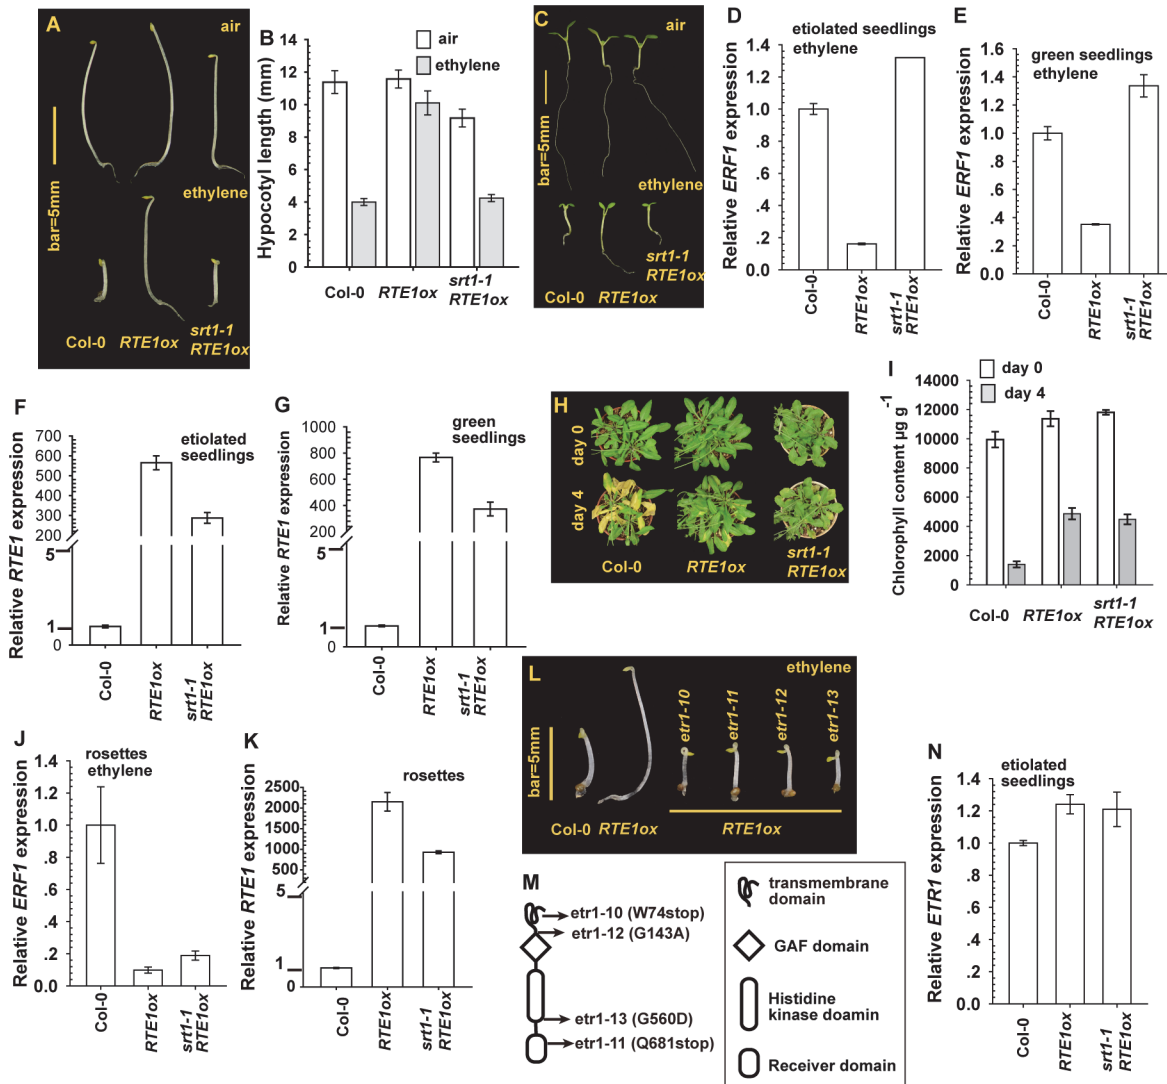 A
air
bar=5mm
ethylene
Col-0
RTE1ox
srt1-1
RTE1ox
B
air
ethylene
Hypocotyl length (mm)
14
12
10
8
6
4
2
0
Col-0
RTE1ox
srt1-1
RTE1ox
C
air
bar=5mm
ethylene
srt1-1
RTE1ox
Col-0 RTE1ox
D
etiolated seedlings
ethylene
Relative ERF1 expression
1.4
1.2
1.0
.8
.6
.4
.2
0.0
Col-0
RTE1ox
srt1-1
RTE1ox
E
green seedlings
ethylene
Relative ERF1 expression
1.6
1.4
1.2
1.0
.8
.6
.4
.2
0.0
Col-0
RTE1ox
srt1-1
RTE1ox
F
etiolated
seedlings
Relative RTE1 expression
700
600
500
400
300
200
5
1
0
Col-0
RTE1ox
srt1-1
RTE1ox
G
green
seedlings
Relative RTE1 expression
1000
800
600
400
200
5
1
0
Col-0
RTE1ox
srt1-1
RTE1ox
H
day 0
day 4
Col-0
RTE1ox
srt1-1
RTE1ox
I
day 0
day 4
Chlorophyll content µg g-1
14000
12000
10000
8000
6000
4000
2000
0
Col-0
RTE1ox
srt1-1
RTE1ox
J
rosettes
ethylene
Relative ERF1 expression
1.4
1.2
1.0
.8
.6
.4
.2
0.0
Col-0
RTE1ox
srt1-1
RTE1ox
K
rosettes
Relative RTE1 expression
2500
2000
1500
1000
500
5
1
0
Col-0
RTE1ox
srt1-1
RTE1ox
L
ethylene
bar=5mm
etr1-10
etr1-11
etr1-12
etr1-13
Col-0 RTE1ox
RTE1ox
M
etr1-10 (W74stop)
etr1-12 (G143A)
etr1-13 (G560D)
etr1-11 (Q681stop)
transmembrane
domain
GAF domain
Histidine
kinase doamin
Receiver domain
N
etiolated
seedlings
Relative ETR1 expression
1.4
1.2
1.0
.8
.6
.4
.2
0.0
Col-0
RTE1ox
srt1-1
RTE1ox